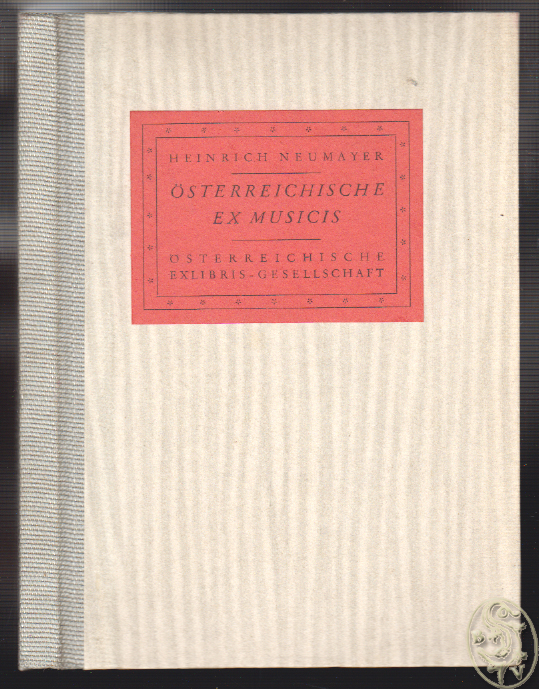 HEINRICH NEUMAYER
ÖSTERREICHISCHE
EX MUSICIS
ÖSTERREICHISCHE
EXLIBRIS-GESELLSCHAFT